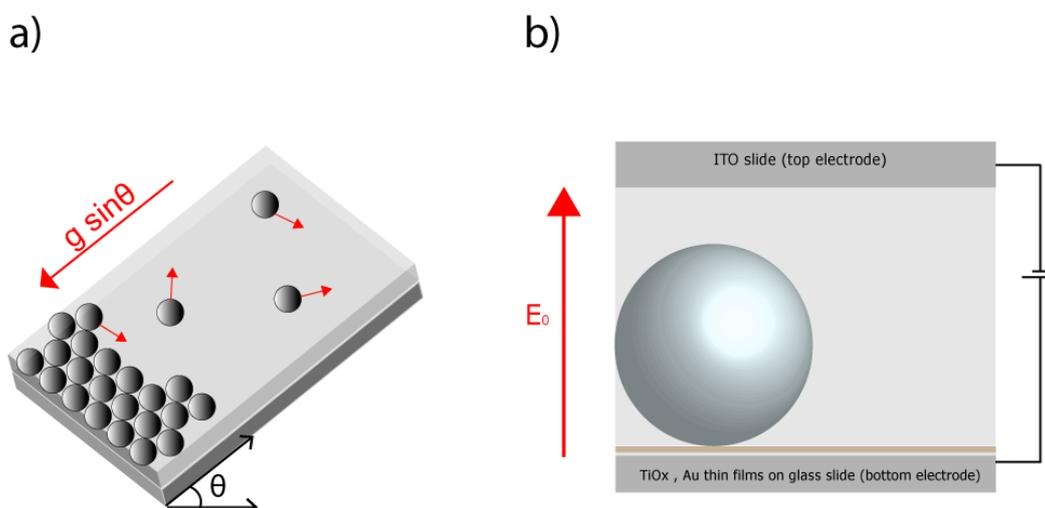 a)
b)
g sinθ
θ
ITO slide (top electrode)
E₀
TiOx , Au thin films on glass slide (bottom electrode)